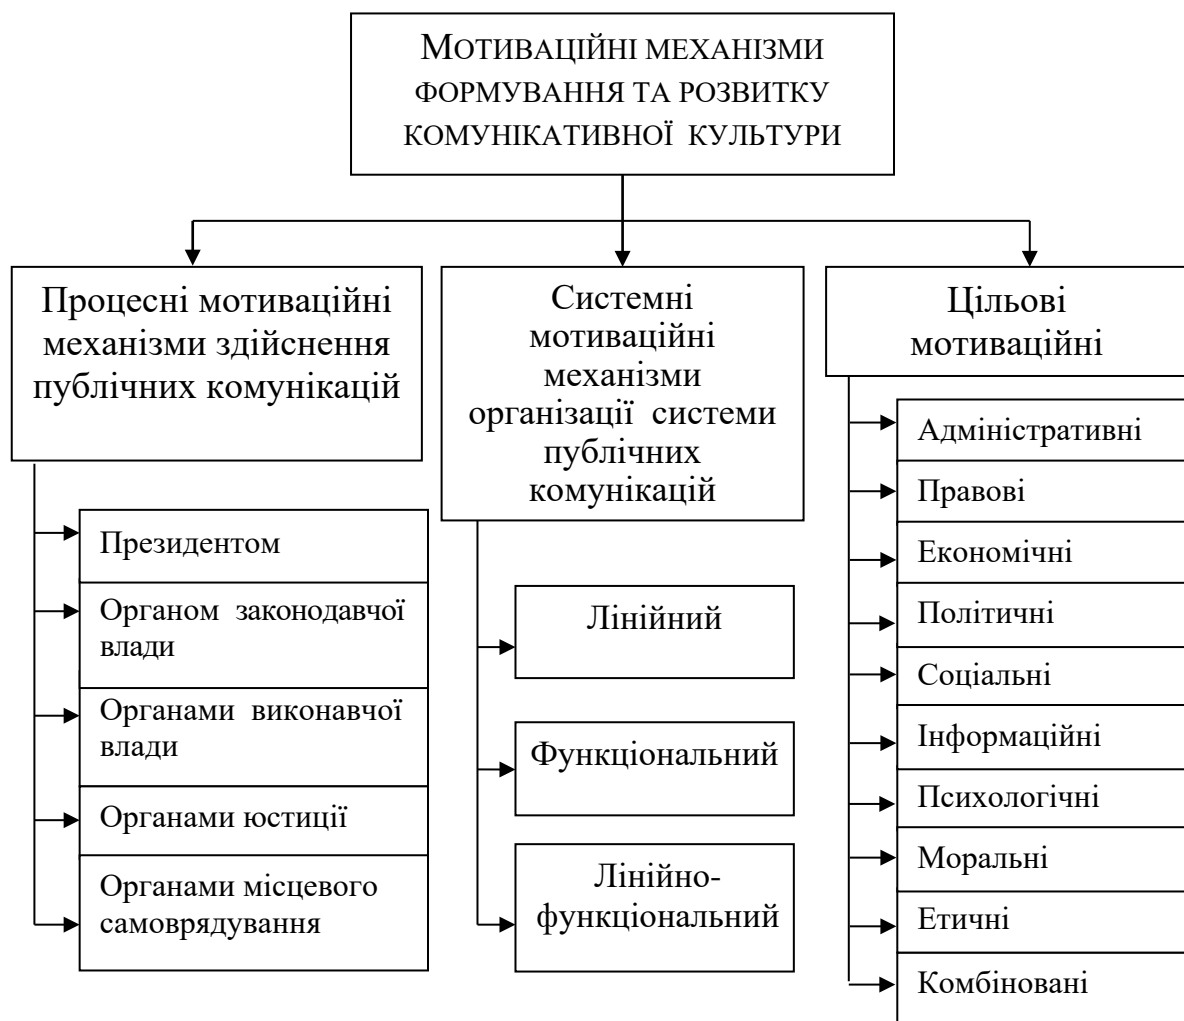 МОТИВАЦІЙНІ МЕХАНІЗМИ
ФОРМУВАННЯ ТА РОЗВИТКУ
КОМУНІКАТИВНОЇ КУЛЬТУРИ
Процесні мотиваційні
механізми здійснення
публічних комунікацій
Президентом
Органом законодавчої
влади
Органами виконавчої
влади
Органами юстиції
Органами місцевого
самоврядування
Системні
мотиваційні
механізми
організації системи
публічних
комунікацій
Лінійний
Функціональний
Лінійно-
функціональний
Цільові
мотиваційні
Адміністративні
Правові
Економічні
Політичні
Соціальні
Інформаційні
Психологічні
Моральні
Етичні
Комбіновані